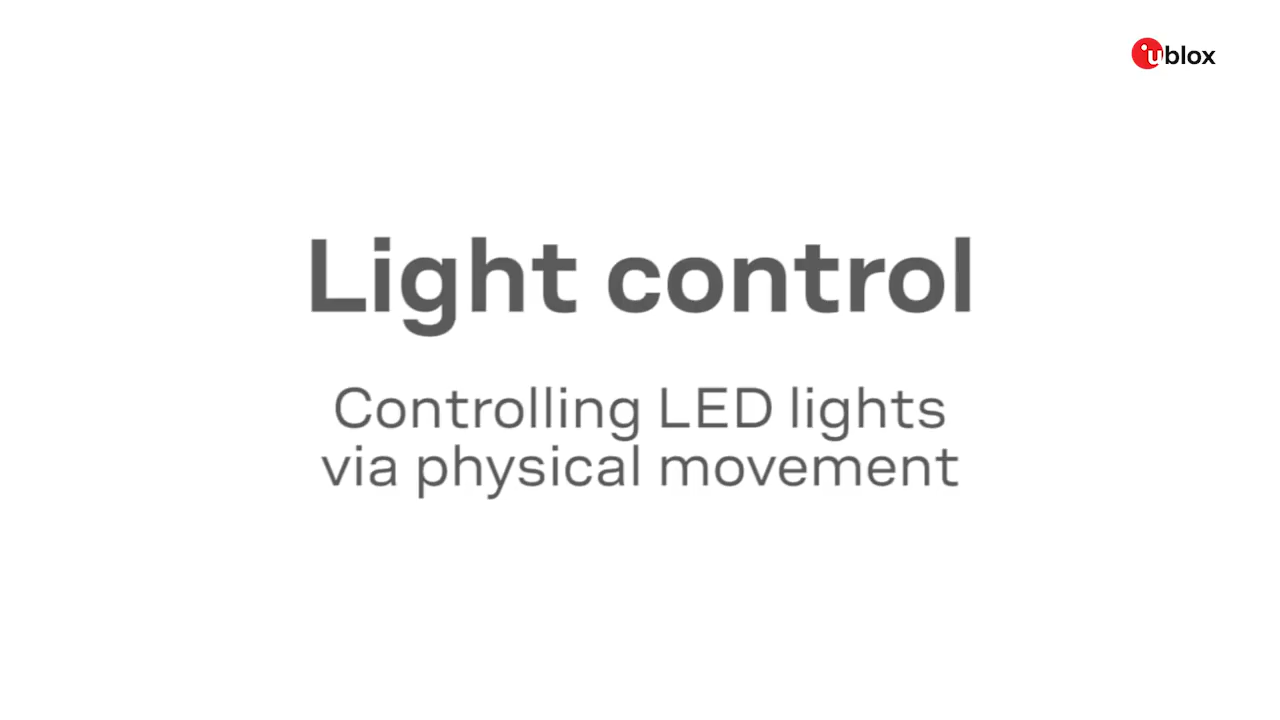 ublox
Light control
Controlling LED lights
via physical movement